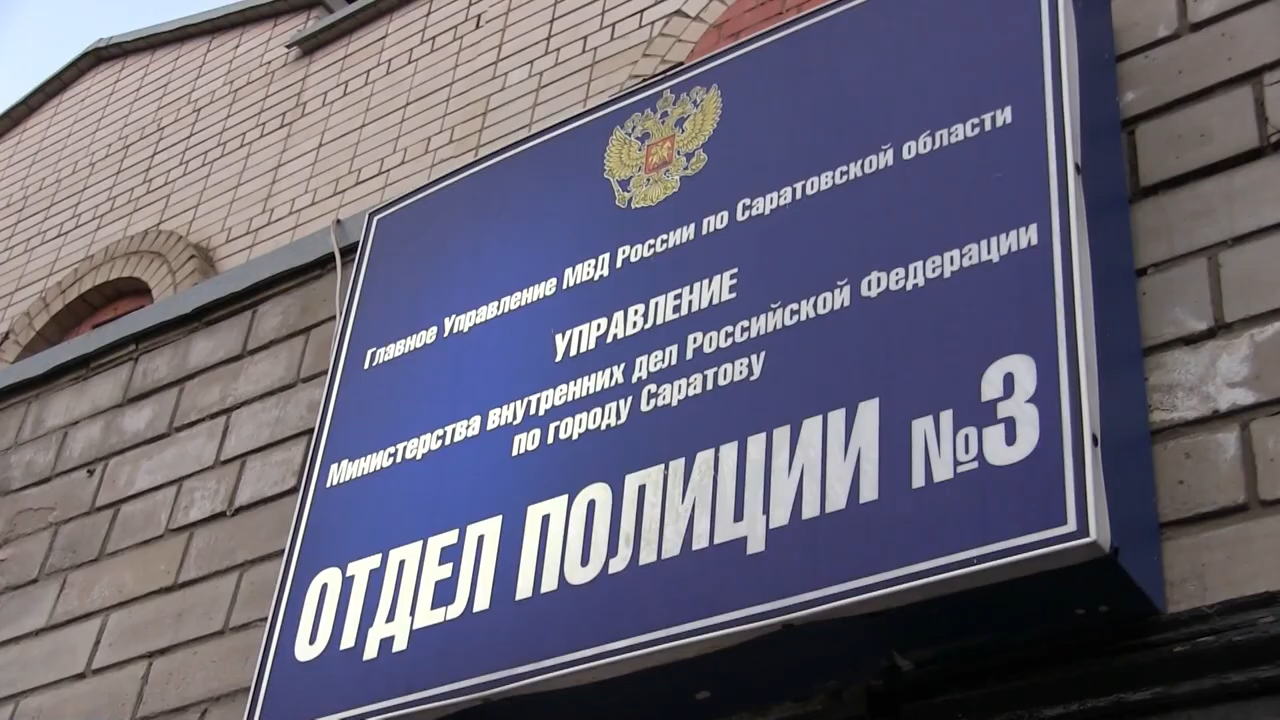 Главное Управление МВД России по Саратовской области
УПРАВЛЕНИЕ
Министерства внутренних дел Российской Федерации
по городу Саратову
ОТДЕЛ ПОЛИЦИИ №3